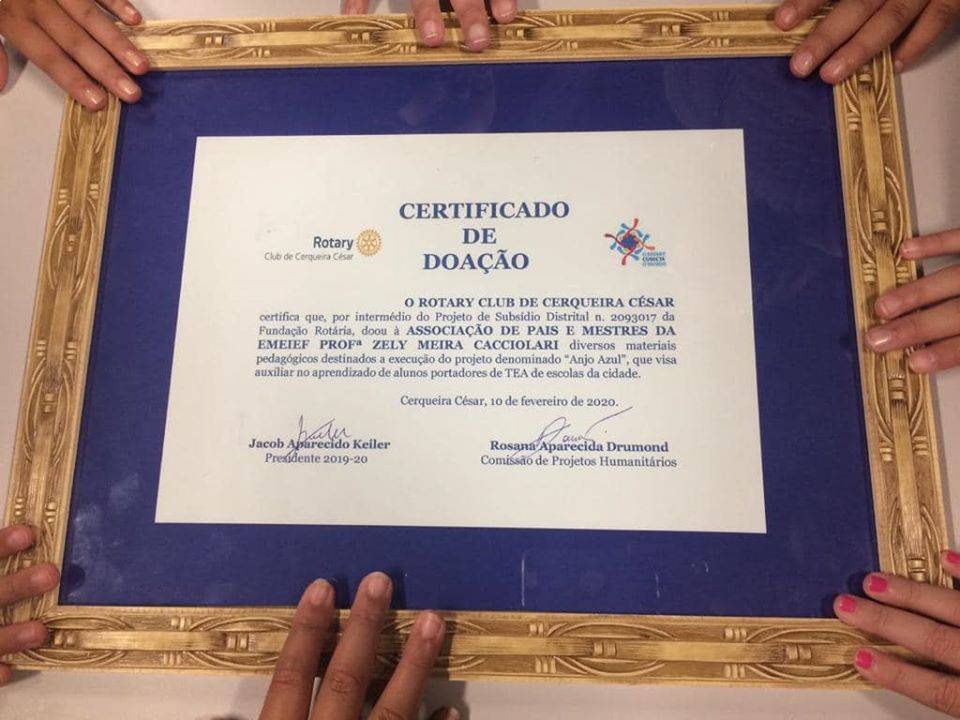 CERTIFICADO
DE
DOAÇÃO
Rotary
Club de Cerqueira César
O ROTARY
CONECTA
O MUNDO
O ROTARY CLUB DE CERQUEIRA CÉSAR
certifica que, por intermédio do Projeto de Subsídio Distrital n. 2093017 da
Fundação Rotária, doou à ASSOCIAÇÃO DE PAIS E MESTRES DA
EMEIEF PROFª ZELY MEIRA CACCIOLARI diversos materiais
pedagógicos destinados a execução do projeto denominado “Anjo Azul”, que visa
auxiliar no aprendizado de alunos portadores de TEA de escolas da cidade.
Cerqueira César, 10 de fevereiro de 2020.
Jacob Aparecido Keiler
Presidente 2019-20
Rosana Aparecida Drumond
Comissão de Projetos Humanitários